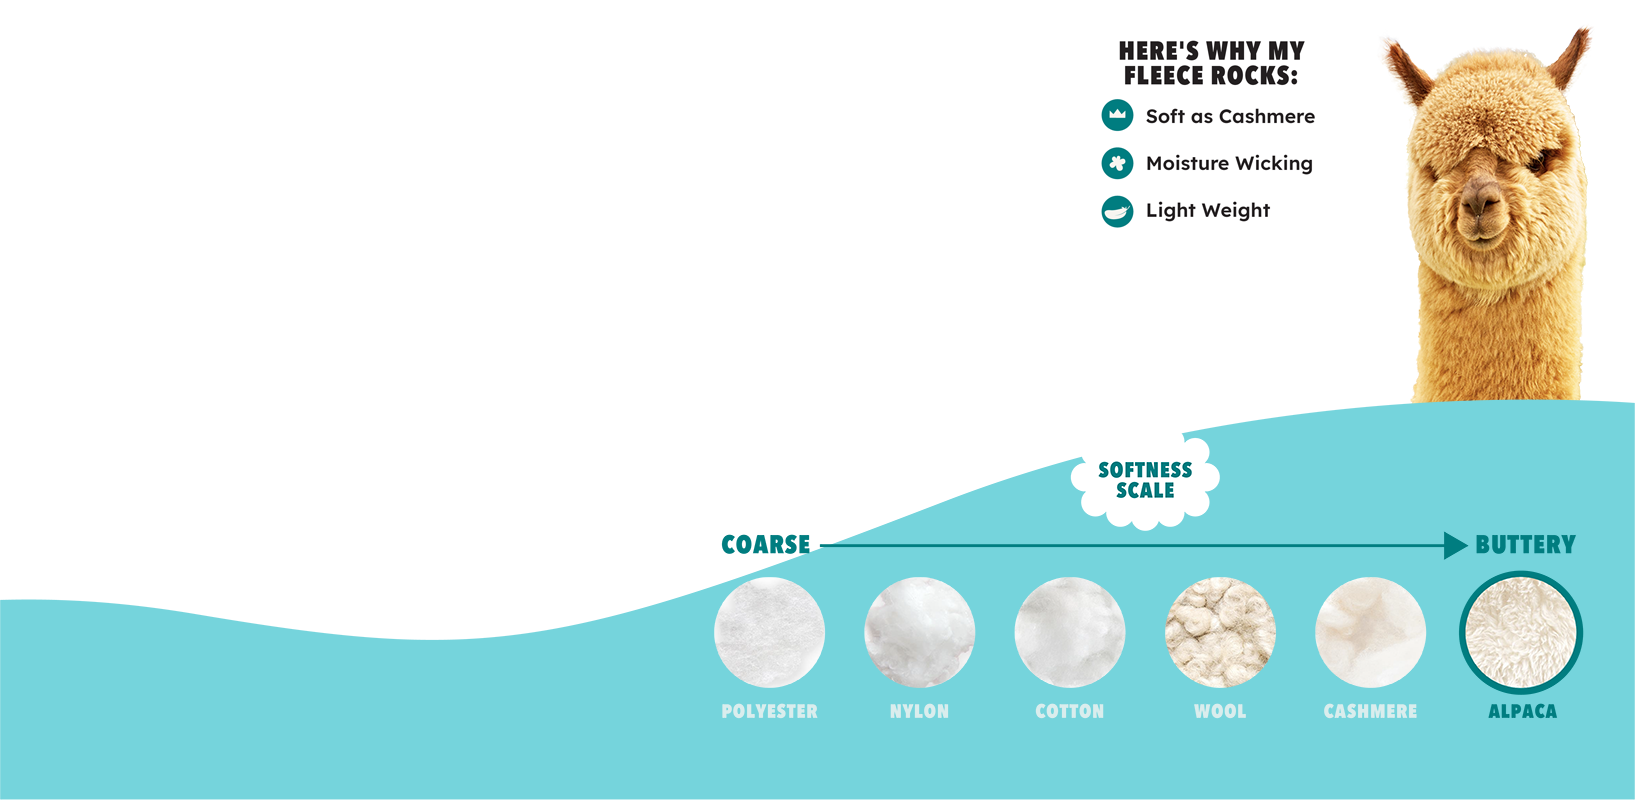 HERE'S WHY MY
FLEECE ROCKS:
Soft as Cashmere
Moisture Wicking
Light Weight
SOFTNESS
SCALE
COARSE
BUTTERY
POLYESTER
NYLON
COTTON
WOOL
CASHMERE
ALPACA